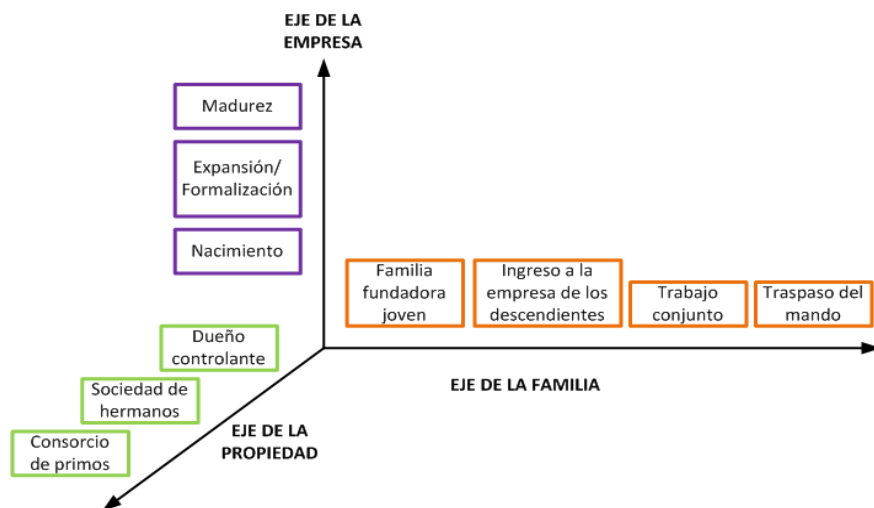 EJE DE LA
EMPRESA
Madurez
Expansión/
Formalización
Nacimiento
Familia
fundadora
joven
Ingreso a la
empresa de los
descendientes
Trabajo
conjunto
Traspaso del
mando
Dueño
controlante
EJE DE LA FAMILIA
Sociedad de
hermanos
EJE DE LA
PROPIEDAD
Consorcio
de primos